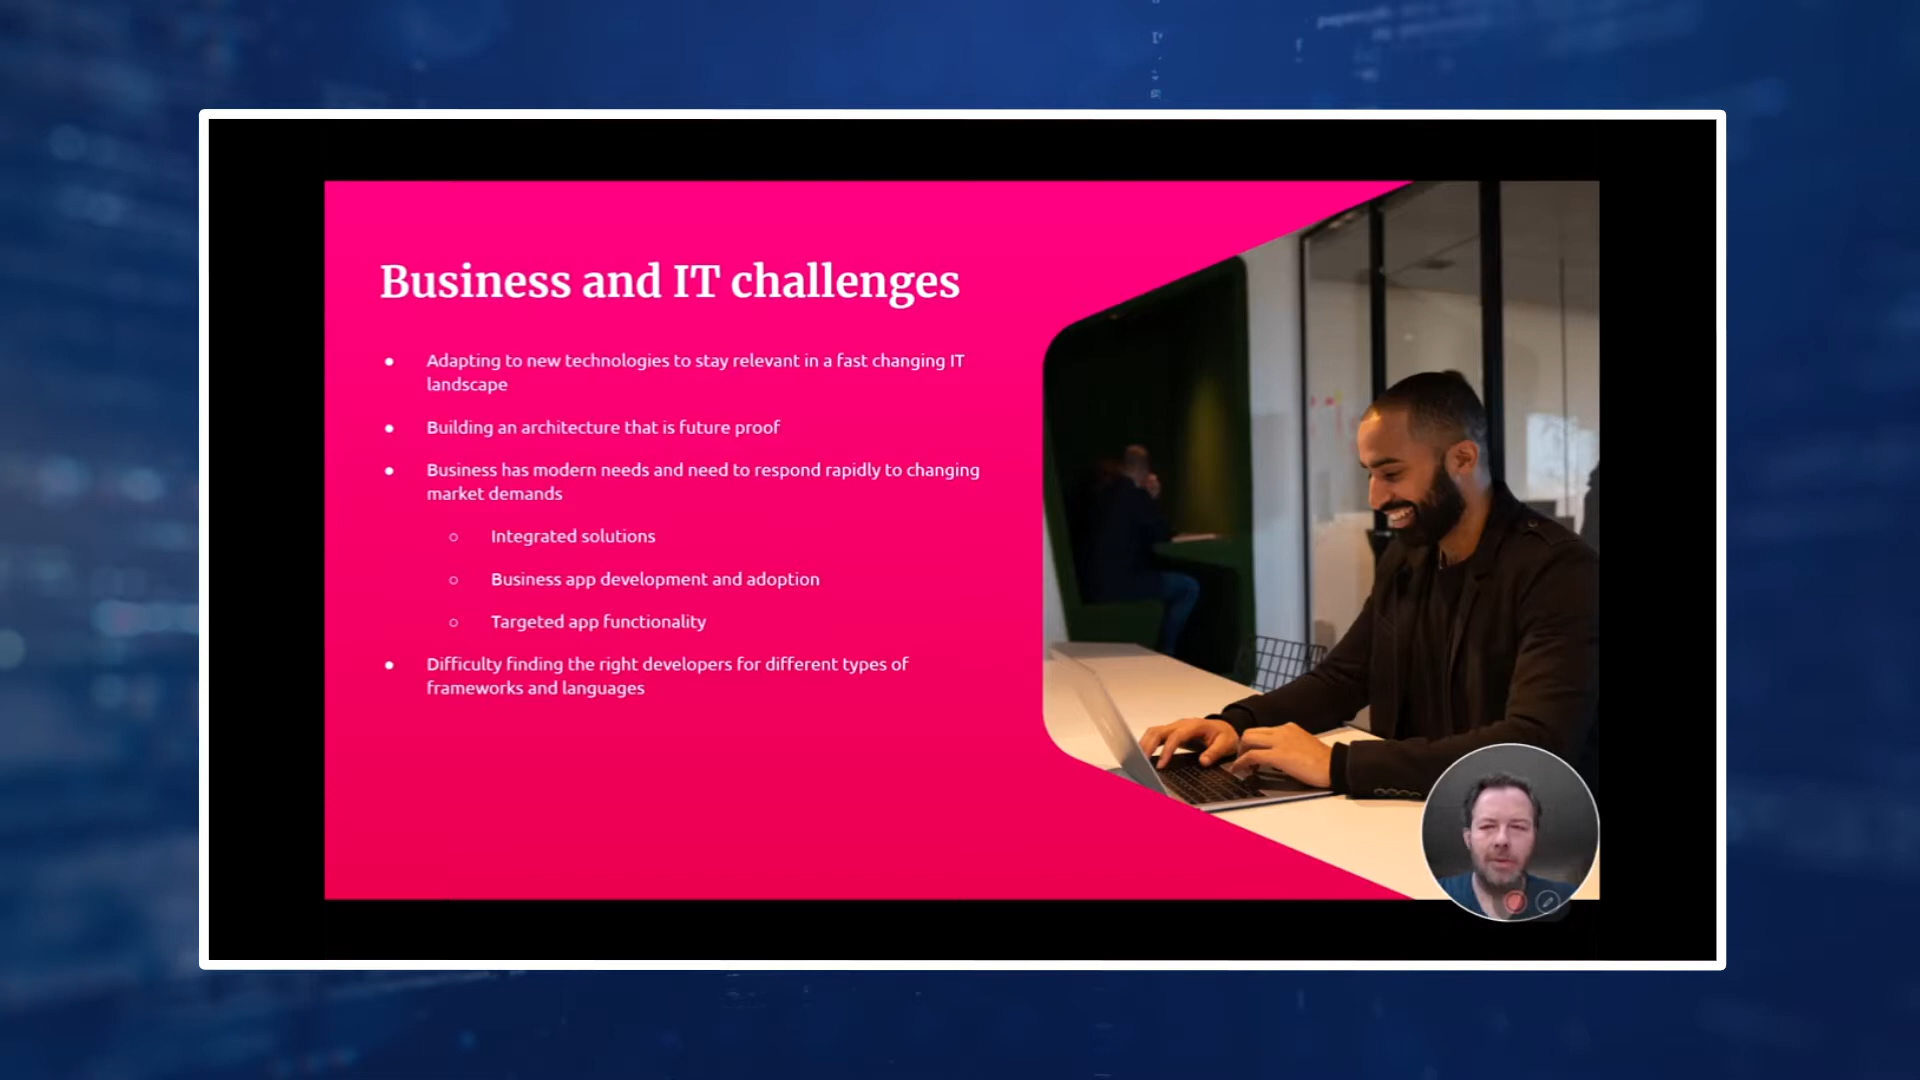 Business and IT challenges
● Adapting to new technologies to stay relevant in a fast changing IT
landscape
● Building an architecture that is future proof
● Business has modern needs and need to respond rapidly to changing
market demands
○ Integrated solutions
○ Business app development and adoption
○ Targeted app functionality
● Difficulty finding the right developers for different types of
frameworks and languages